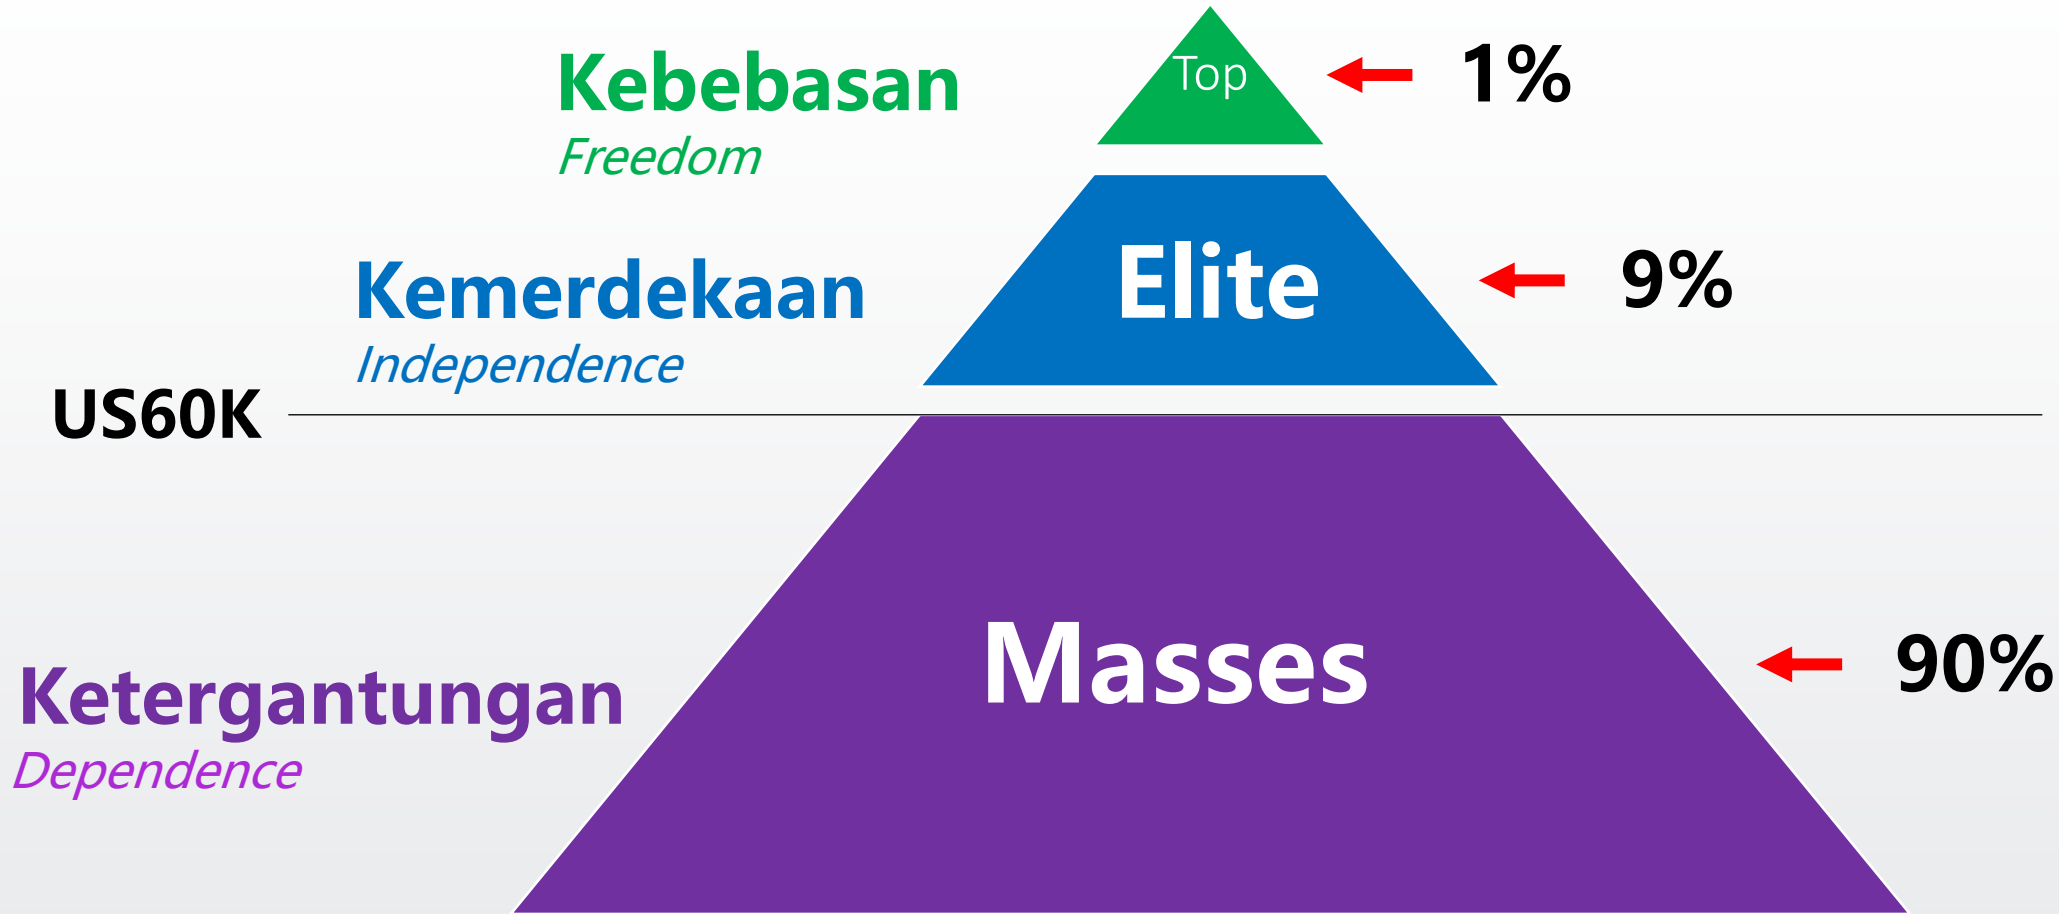 Kebebasan
Freedom
Top
1%
Kemerdekaan
Independence
Elite
9%
US60K
Ketergantungan
Dependence
Masses
90%